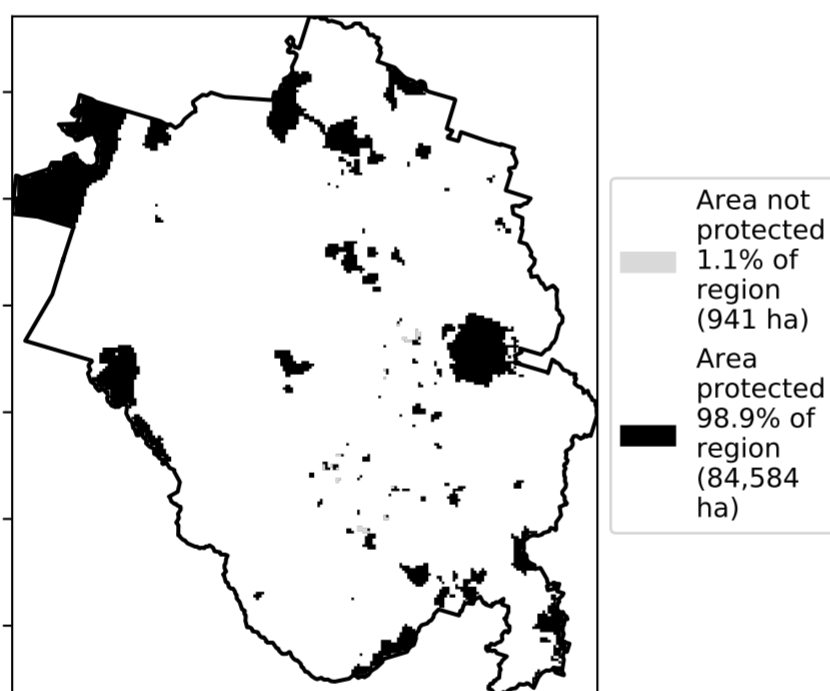 Area not
protected
1.1% of
region
(941 ha)
Area
protected
98.9% of
region
(84,584
ha)